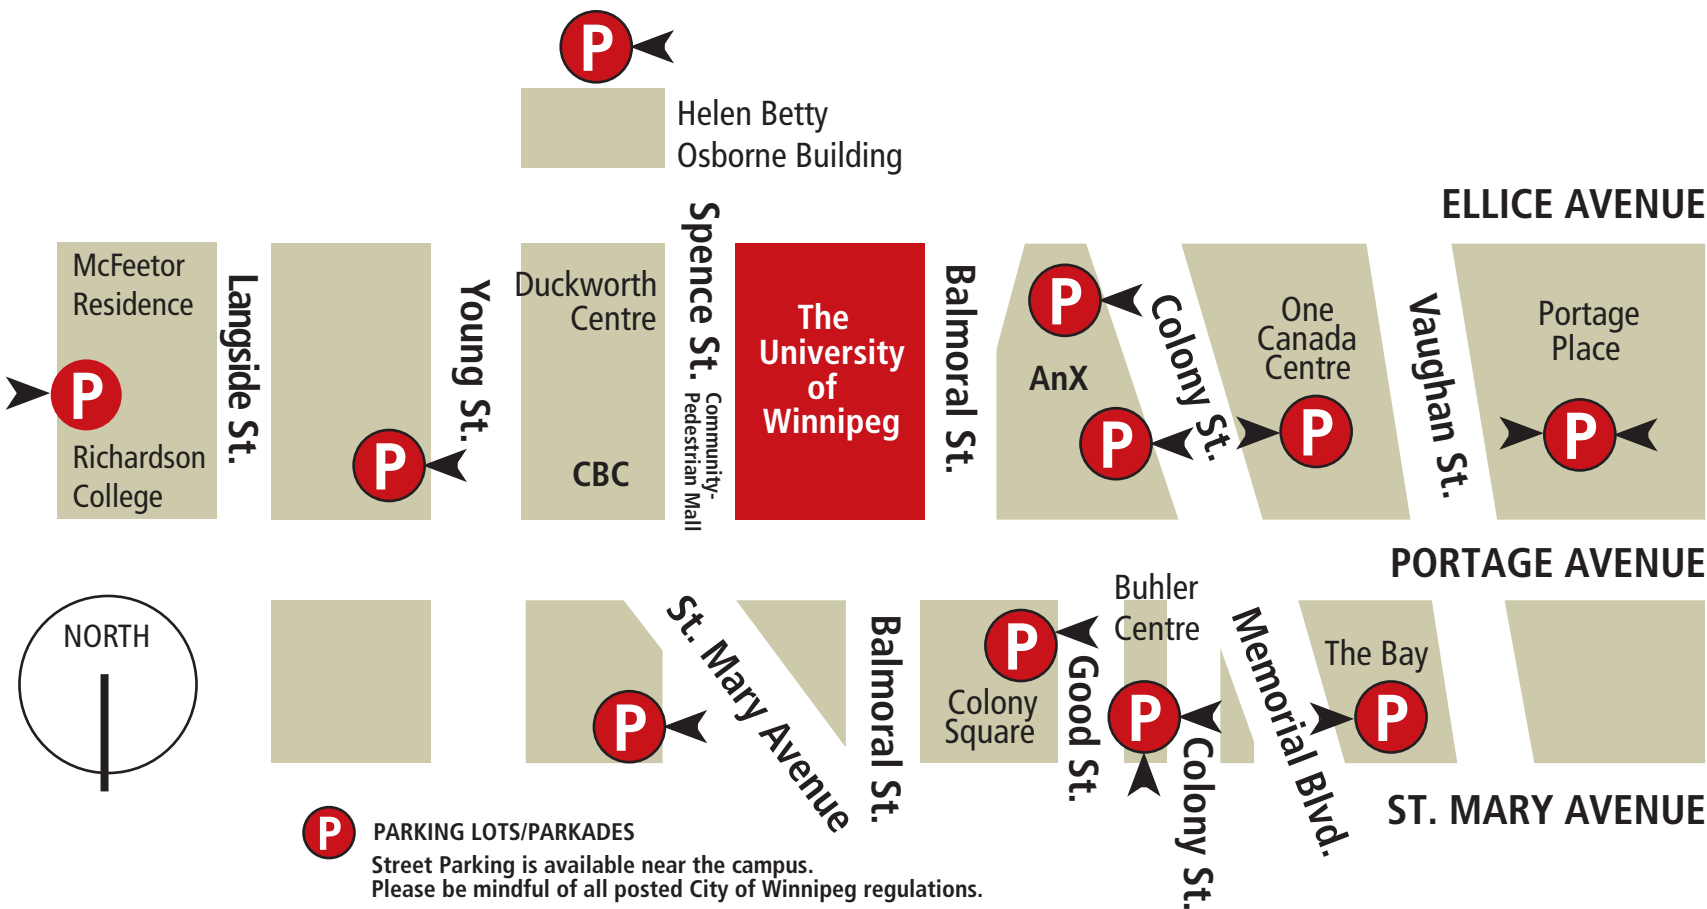 P
Helen Betty
Osborne Building
ELLICE AVENUE
McFeetor
Residence
P
Richardson
College
Langside St.
P
Young St.
Duckworth
Centre
CBC
Spence St.
Community-
Pedestrian Mall
The
University
of
Winnipeg
Balmoral St.
P
AnX
P
Colony St.
One
Canada
Centre
P
Vaughan St.
Portage
Place
P
PORTAGE AVENUE
NORTH
P
St. Mary Avenue
Balmoral St.
P
Colony
Square
Good St.
Buhler
Centre
P
Colony St.
Memorial Blvd.
The Bay
P
ST. MARY AVENUE
P PARKING LOTS/PARKADES
Street Parking is available near the campus.
Please be mindful of all posted City of Winnipeg regulations.